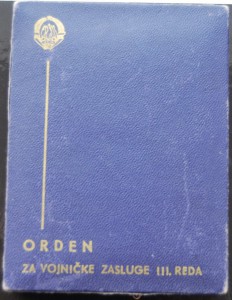 ORDEN
ZA VOJNIČKE ZASLUGE III. REDA